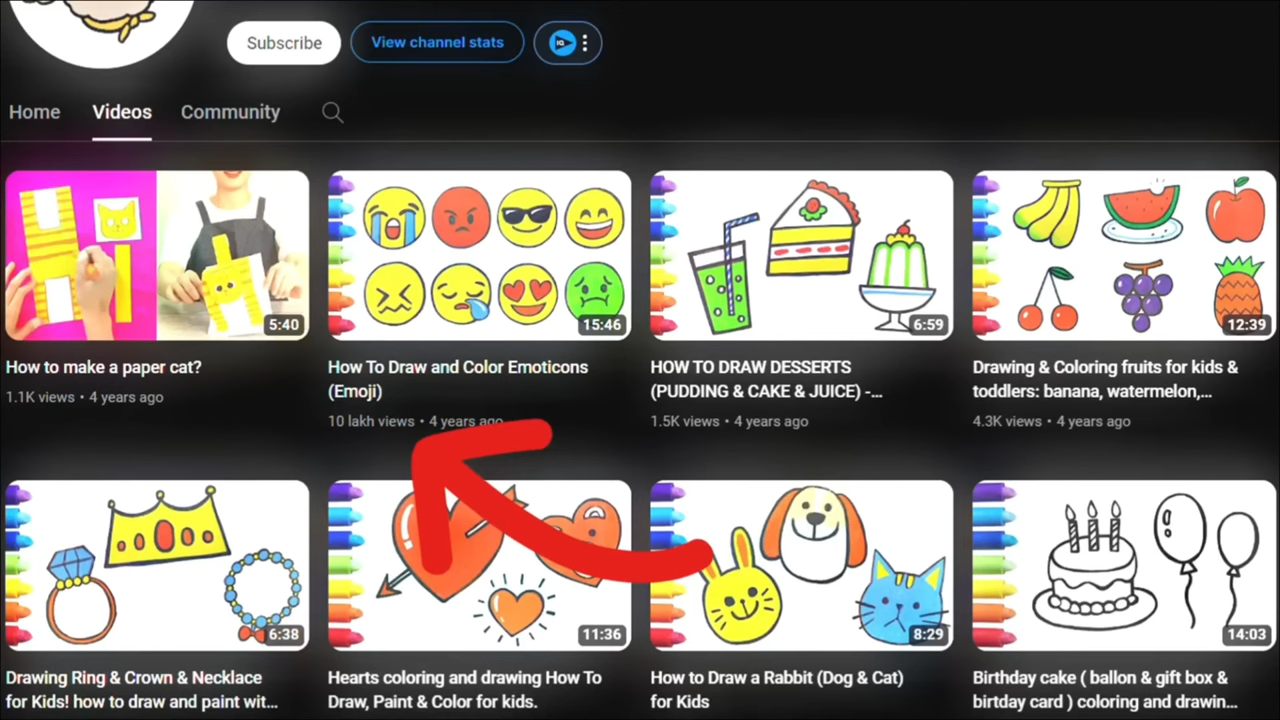 Subscribe
View channel stats
IQ
Home
Videos
Community
5:40
15:46
6:59
12:39
How to make a paper cat?
1.1K views • 4 years ago
How To Draw and Color Emoticons
(Emoji)
10 lakh views • 4 years ago
HOW TO DRAW DESSERTS
(PUDDING & CAKE & JUICE) -...
1.5K views • 4 years ago
Drawing & Coloring fruits for kids &
toddlers: banana, watermelon,...
4.3K views • 4 years ago
6:38
11:36
8:29
14:03
Drawing Ring & Crown & Necklace
for Kids! how to draw and paint wit...
Hearts coloring and drawing How To
Draw, Paint & Color for kids.
How to Draw a Rabbit (Dog & Cat)
for Kids
Birthday cake ( ballon & gift box &
birtday card ) coloring and drawin...